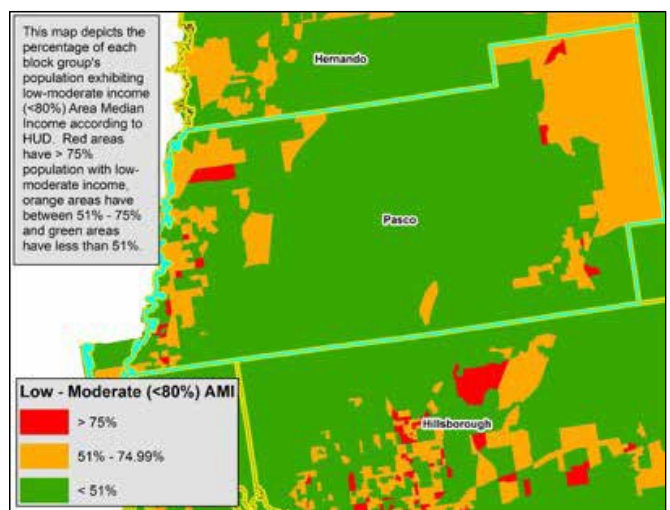 This map depicts the
percentage of each
block group's
population exhibiting
low-moderate income
(<80%) Area Median
Income according to
HUD. Red areas
have > 75%
population with low-
moderate income,
orange areas have
between 51% - 75%
and green areas
have less than 51%.
Hernando
Pasco
Hillsborough
Low - Moderate (<80%) AMI
> 75%
51% - 74.99%
< 51%